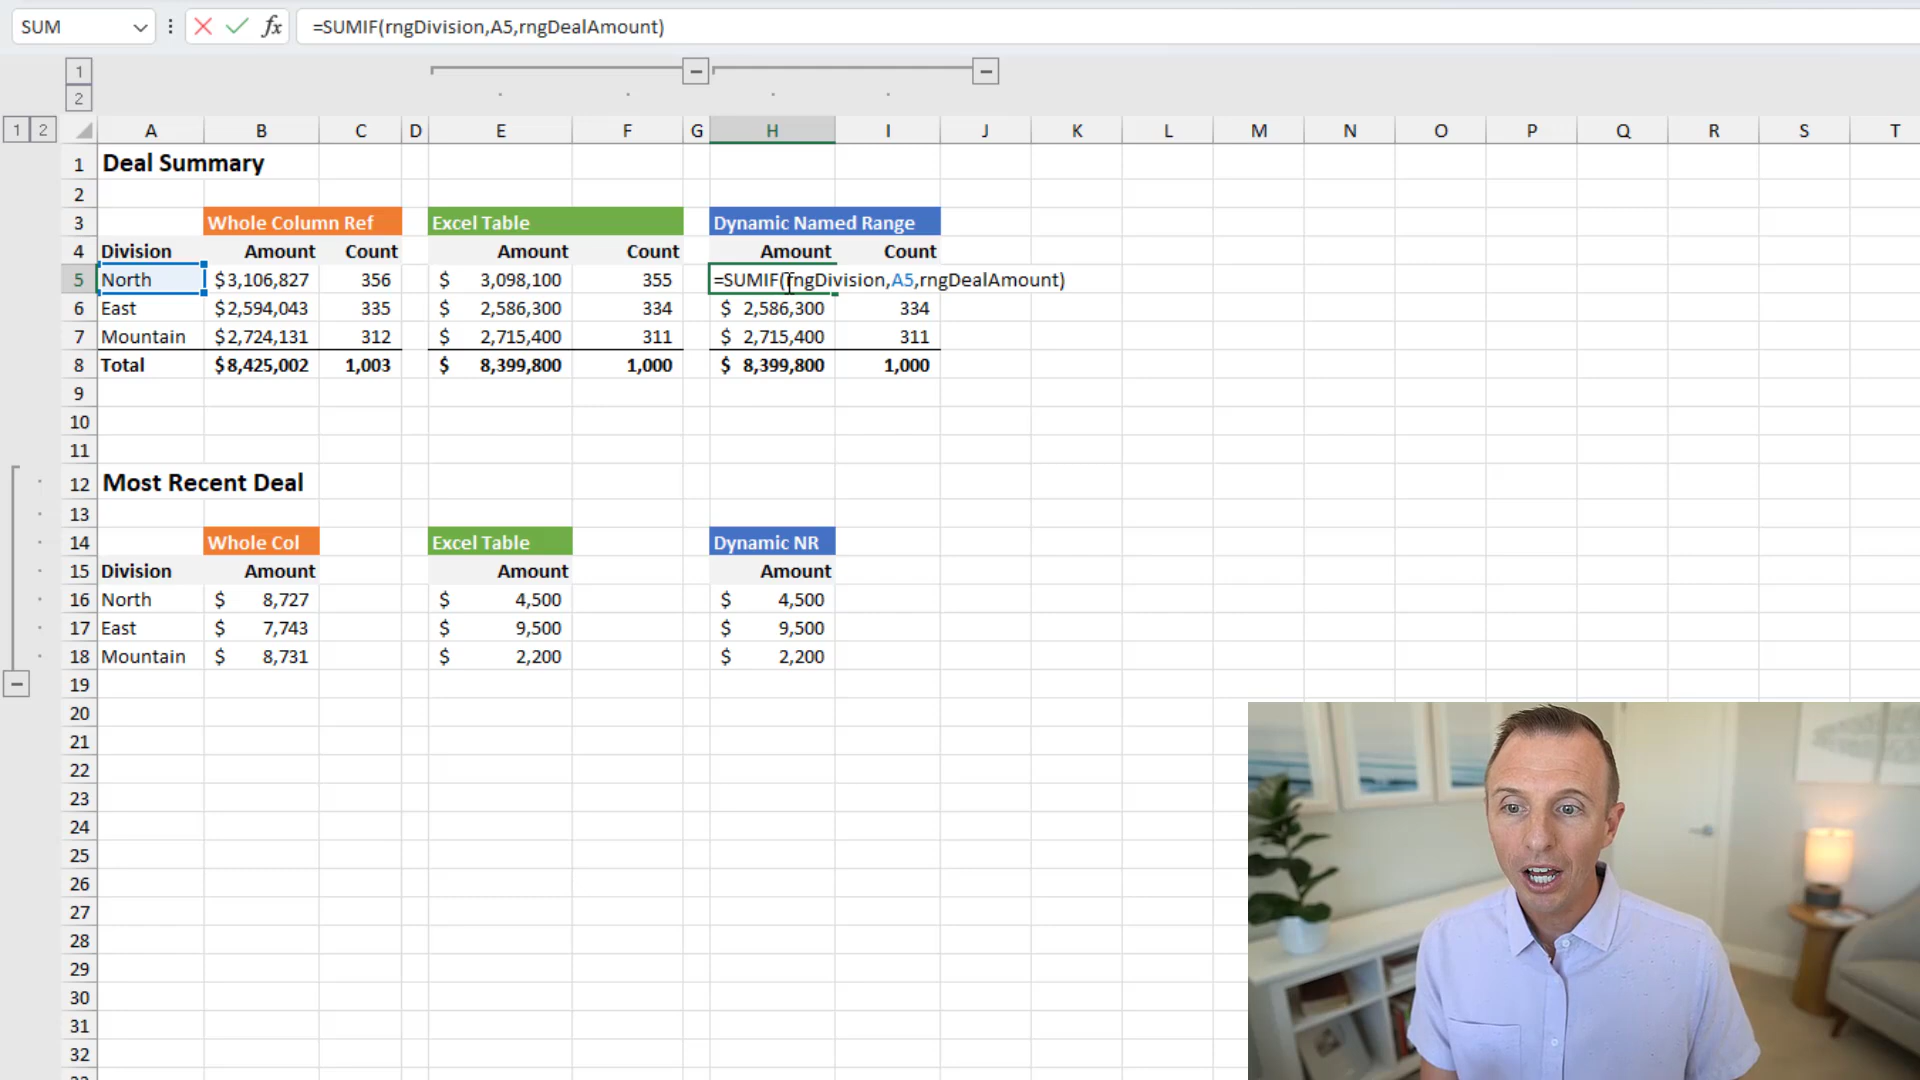 SUM =SUMIF(rngDivision,A5,rngDealAmount)
1
2
1 2 A B C D E F G H I J K L M N O P Q R S T
1 Deal Summary
2
3 Whole Column Ref Excel Table Dynamic Named Range
4 Division Amount Count Amount Count Amount Count
5 North $3,106,827 356 $ 3,098,100 355 =SUMIF(rngDivision,A5,rngDealAmount)
6 East $2,594,043 335 $ 2,586,300 334 $ 2,586,300 334
7 Mountain $2,724,131 312 $ 2,715,400 311 $ 2,715,400 311
8 Total $8,425,002 1,003 $ 8,399,800 1,000 $ 8,399,800 1,000
9
10
11
12 Most Recent Deal
13
14 Whole Col Excel Table Dynamic NR
15 Division Amount Amount Amount
16 North $ 8,727 $ 4,500 $ 4,500
17 East $ 7,743 $ 9,500 $ 9,500
18 Mountain $ 8,731 $ 2,200 $ 2,200
19
20
21
22
23
24
25
26
27
28
29
30
31
32